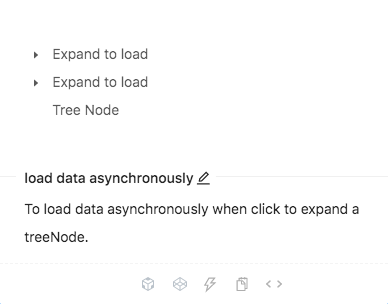 Expand to load
Expand to load
Tree Node
load data asynchronously
To load data asynchronously when click to expand a
treeNode.